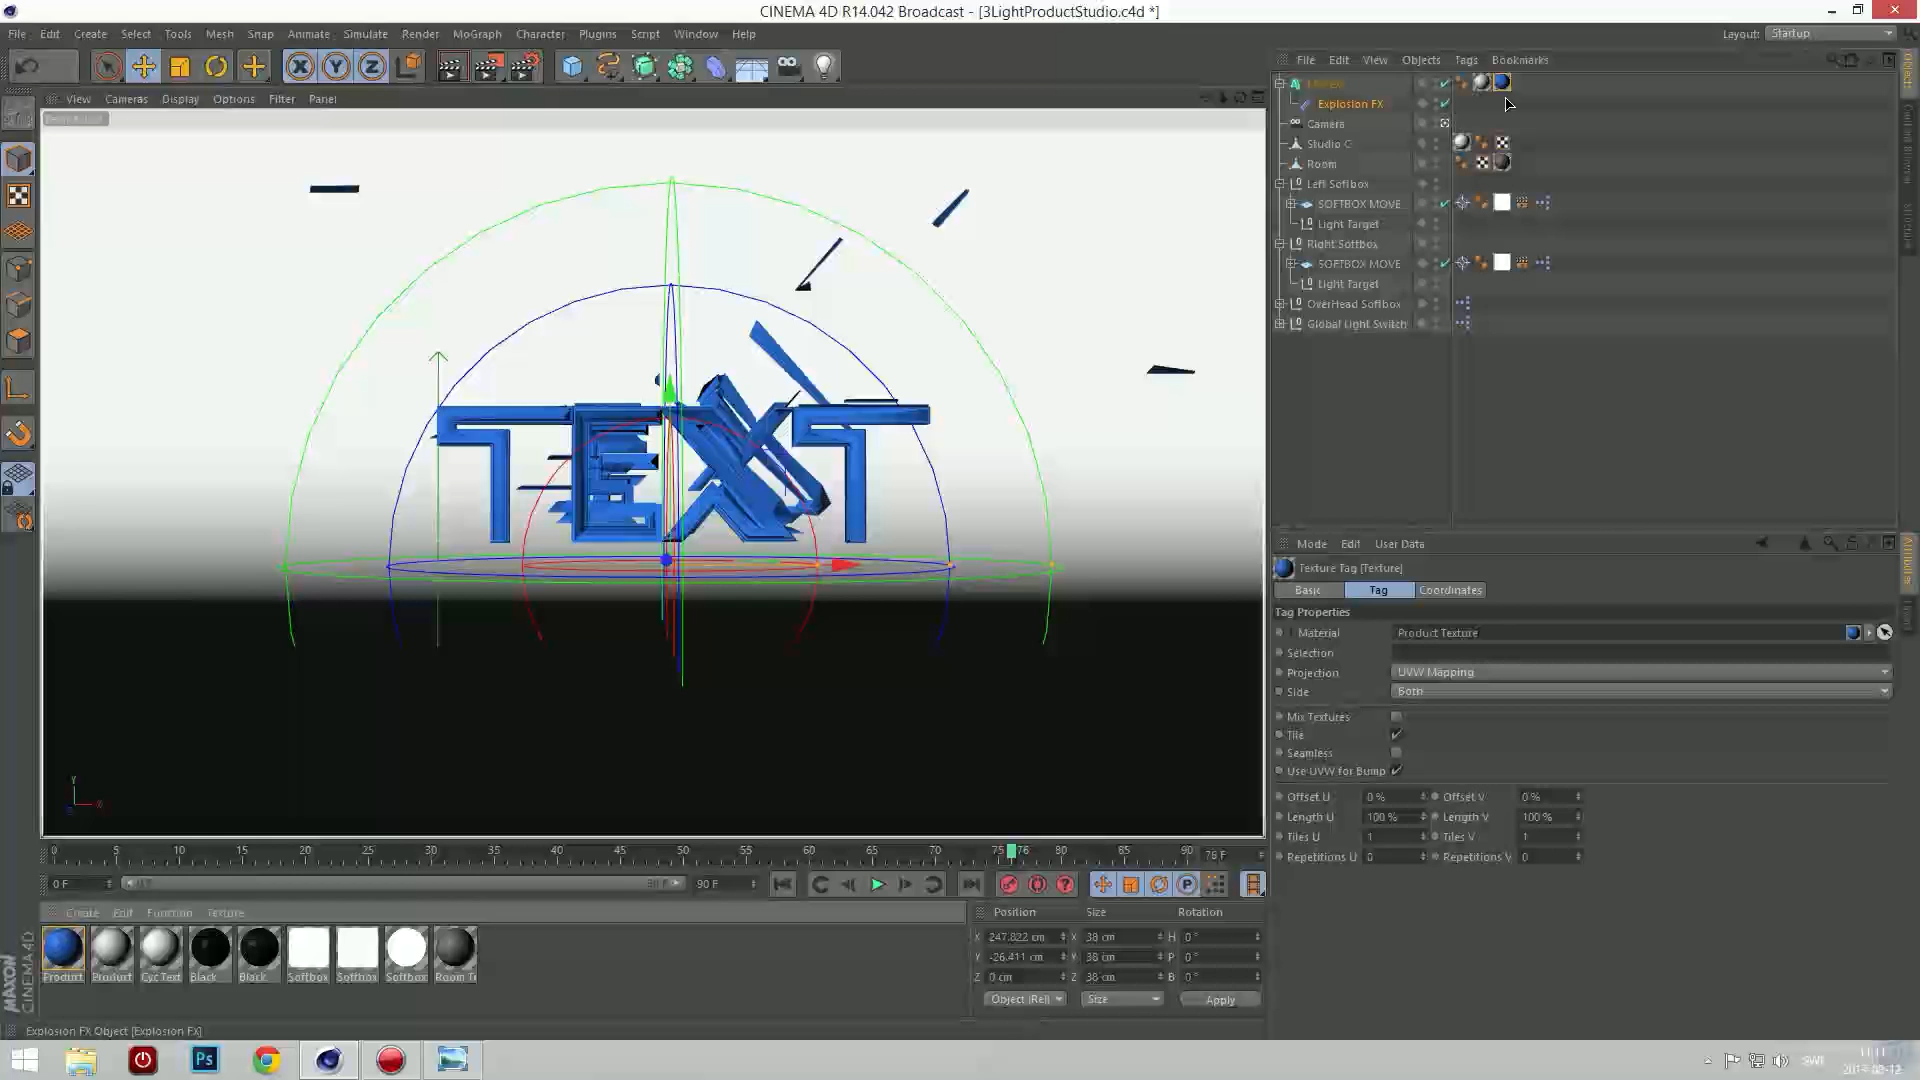 CINEMA 4D R14.042 Broadcast - [3LightProductStudio.c4d *]
File Edit Create Select Tools Mesh Snap Animate Simulate Render MoGraph Character Plugins Script Window Help
Layout: Startup
View Cameras Display Options Filter Panel
File Edit View Objects Tags Bookmarks
Explosion FX
Camera
Studio C
Room
Left Softbox
SOFTBOX MOVE
Light Target
Right Softbox
SOFTBOX MOVE
Light Target
OverHead Softbox
Global Light Switch
TEXT
Mode Edit User Data
Texture Tag [Texture]
Basic Tag Coordinates
Tag Properties
Material Product Texture
Selection
Projection UVW Mapping
Side Both
Mix Textures
Tile
Seamless
Use UVW for Bump
Offset U 0 % Offset V 0 %
Length U 100 % Length V 100 %
Tiles U 1 Tiles V 1
Repetitions U 0 Repetitions V 0
Y
X
0 5 10 15 20 25 30 35 40 45 50 55 60 65 70 75 76 80 85 90 76 F
0 F 90 F
Create Edit Function Texture
Product Product Cyc Text Black Black Softbox Softbox Softbox Room T
Position Size Rotation
X 247.822 cm X 38 cm H 0 °
Y -26.411 cm Y 38 cm P 0 °
Z 0 cm Z 38 cm B 0 °
Object (Rel) Size Apply
MAXON
CINEMA 4D
Explosion FX Object [Explosion FX]
Ps
SWE
11:11